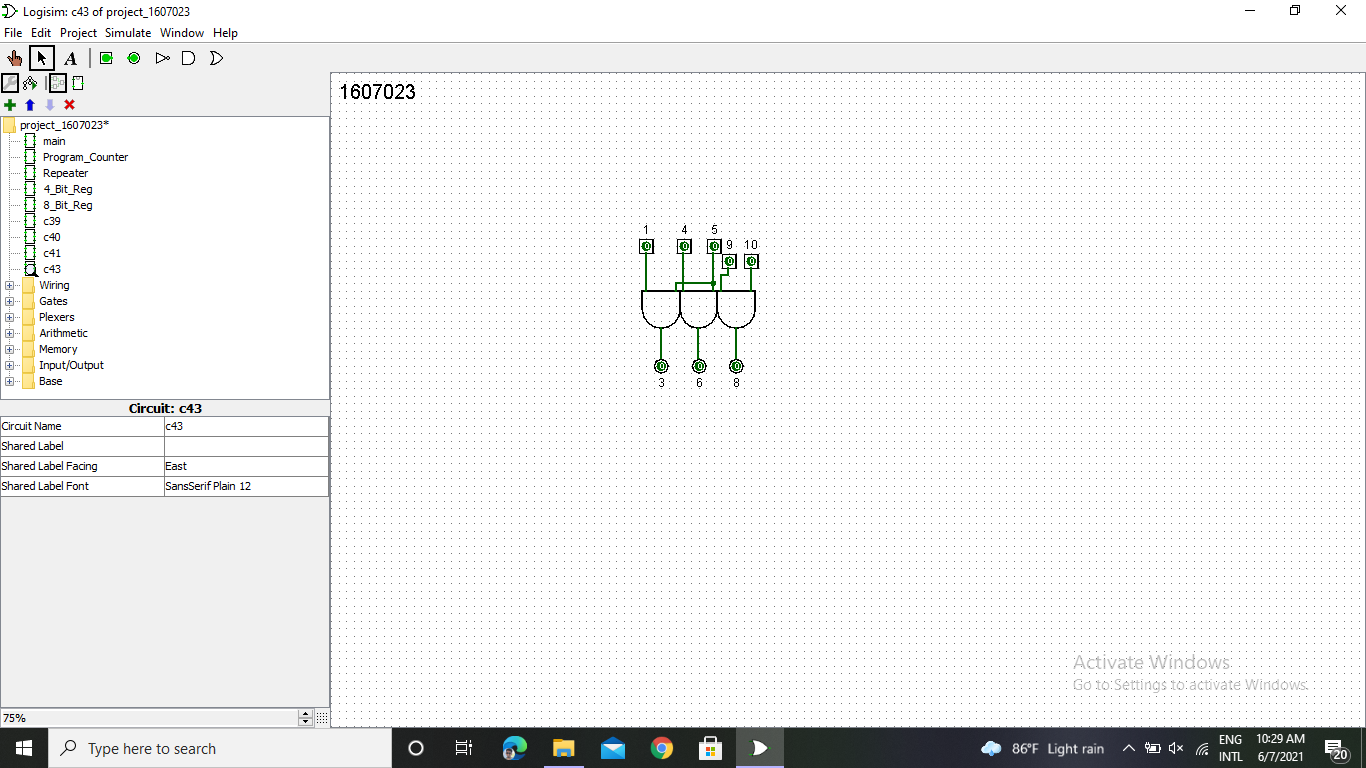 Logisim: c43 of project_1607023
File Edit Project Simulate Window Help
A
1607023
project_1607023*
main
Program_Counter
Repeater
4_Bit_Reg
8_Bit_Reg
c39
c40
c41
c43
Wiring
Gates
Plexers
Arithmetic
Memory
Input/Output
Base
1 4 5 9 10
0 0 0 0 0
0 0 0
3 6 8
Circuit: c43
Circuit Name c43
Shared Label
Shared Label Facing East
Shared Label Font SansSerif Plain 12
Activate Windows
Go to Settings to activate Windows.
75%
Type here to search
86°F Light rain
ENG
INTL
10:29 AM
6/7/2021
20